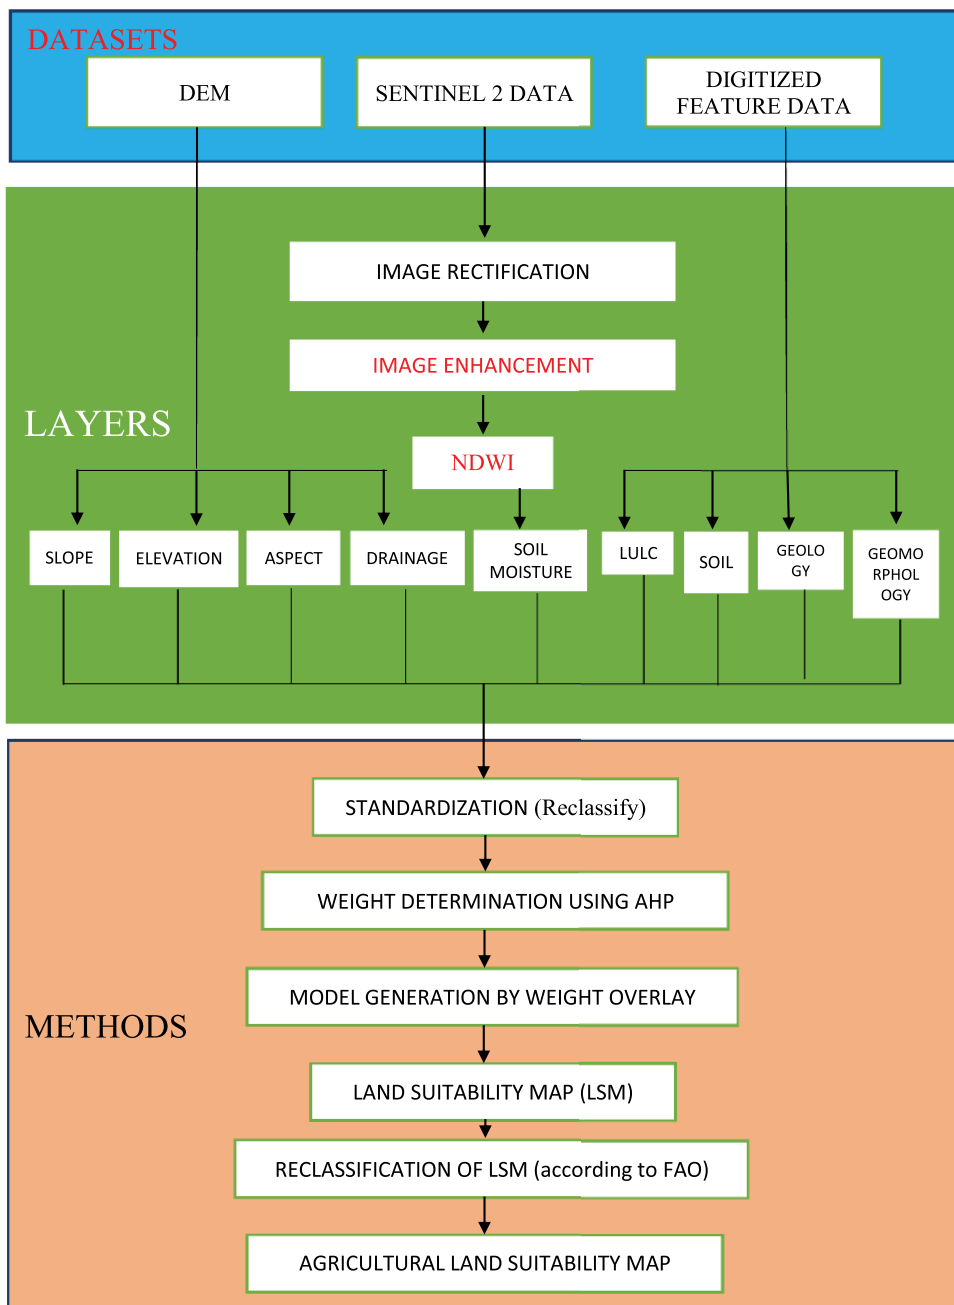 DATASETS
DEM
SENTINEL 2 DATA
DIGITIZED
FEATURE DATA
IMAGE RECTIFICATION
IMAGE ENHANCEMENT
LAYERS
NDWI
SLOPE
ELEVATION
ASPECT
DRAINAGE
SOIL
MOISTURE
LULC
SOIL
GEOLO
GY
GEOMO
RPHOL
OGY
STANDARDIZATION (Reclassify)
WEIGHT DETERMINATION USING AHP
MODEL GENERATION BY WEIGHT OVERLAY
METHODS
LAND SUITABILITY MAP (LSM)
RECLASSIFICATION OF LSM (according to FAO)
AGRICULTURAL LAND SUITABILITY MAP